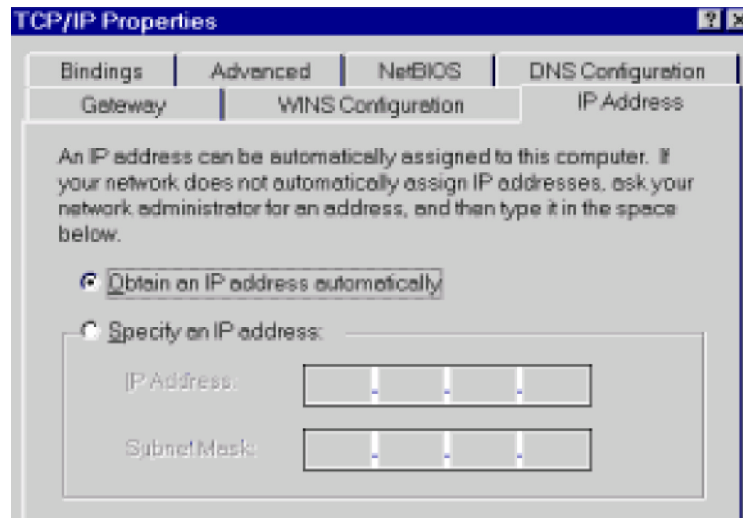 TCP/IP Properties
Bindings Advanced NetBIOS DNS Configuration
Gateway WINS Configuration IP Address
An IP address can be automatically assigned to this computer. If
your network does not automatically assign IP addresses, ask your
network administrator for an address, and then type it in the space
below.
Obtain an IP address automatically
Specify an IP address:
IP Address:
Subnet Mask: